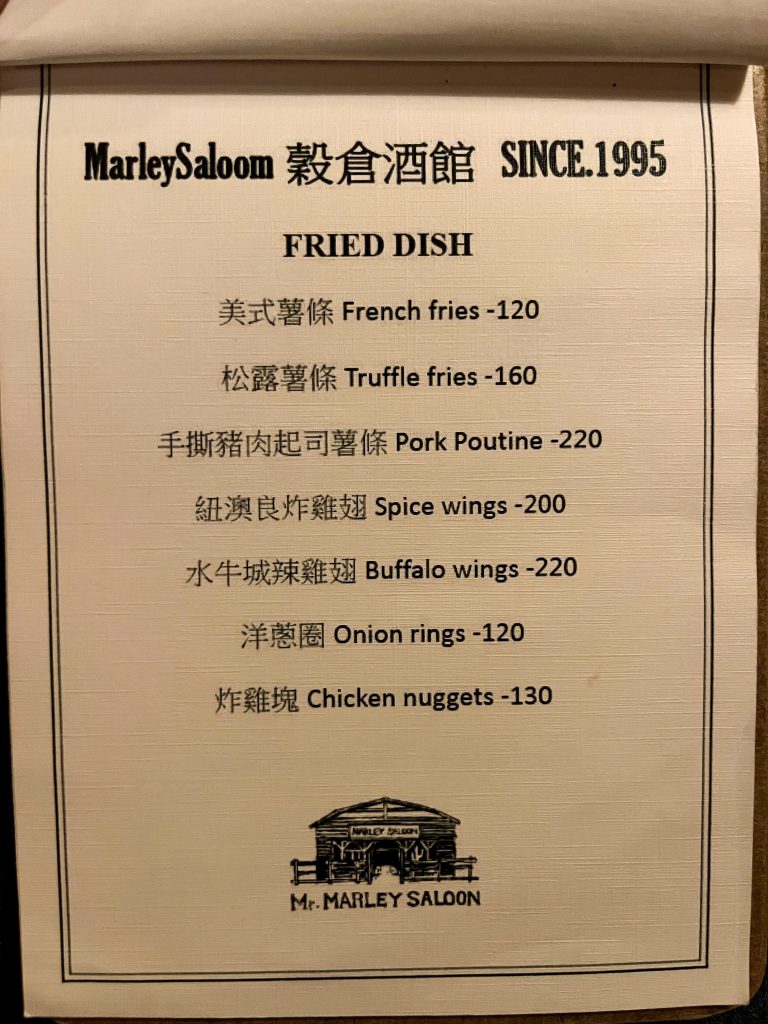 MarleySaloom 穀倉酒館 SINCE.1995
FRIED DISH
美式薯條 French fries -120
松露薯條 Truffle fries -160
手撕豬肉起司薯條 Pork Poutine -220
紐澳良炸雞翅 Spice wings -200
水牛城辣雞翅 Buffalo wings -220
洋蔥圈 Onion rings -120
炸雞塊 Chicken nuggets -130
MARLEY SALOON
Mr. MARLEY SALOON